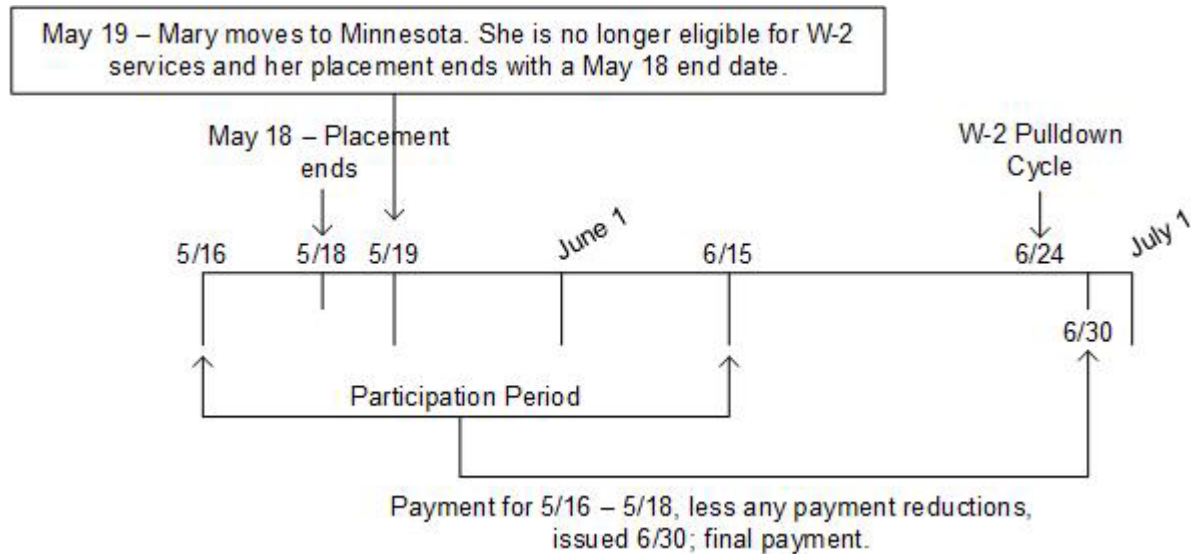 May 19 – Mary moves to Minnesota. She is no longer eligible for W-2
services and her placement ends with a May 18 end date.
May 18 – Placement
ends
W-2 Pulldown
Cycle
5/16
5/18
5/19
June 1
6/15
6/24
July 1
6/30
Participation Period
Payment for 5/16 – 5/18, less any payment reductions,
issued 6/30; final payment.